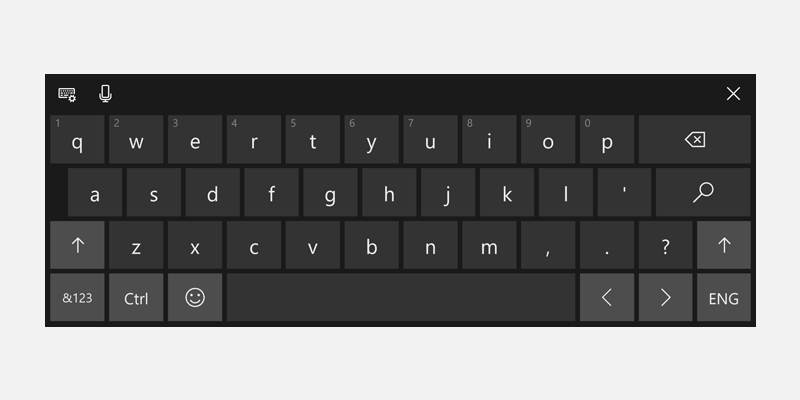 1 2 3 4 5 6 7 8 9 0
q w e r t y u i o p
a s d f g h j k l '
z x c v b n m , . ?
&123 Ctrl ENG